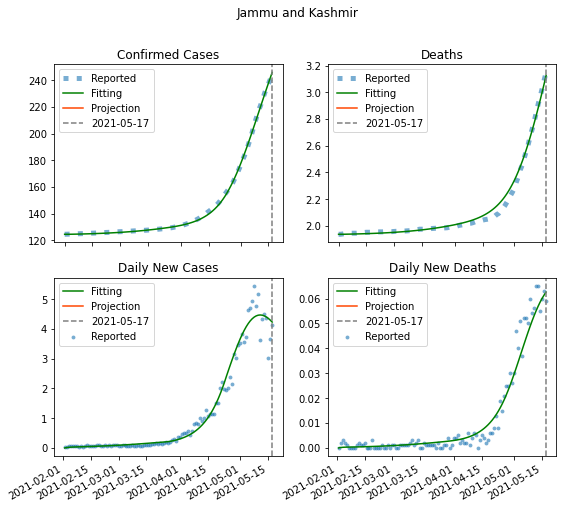 Jammu and Kashmir
Confirmed Cases
Reported
Fitting
Projection
2021-05-17
240
220
200
180
160
140
120
Deaths
Reported
Fitting
Projection
2021-05-17
3.2
3.0
2.8
2.6
2.4
2.2
2.0
Daily New Cases
Fitting
Projection
2021-05-17
Reported
5
4
3
2
1
0
2021-02-01
2021-02-15
2021-03-01
2021-03-15
2021-04-01
2021-04-15
2021-05-01
2021-05-15
Daily New Deaths
Fitting
Projection
2021-05-17
Reported
0.06
0.05
0.04
0.03
0.02
0.01
0.00
2021-02-01
2021-02-15
2021-03-01
2021-03-15
2021-04-01
2021-04-15
2021-05-01
2021-05-15